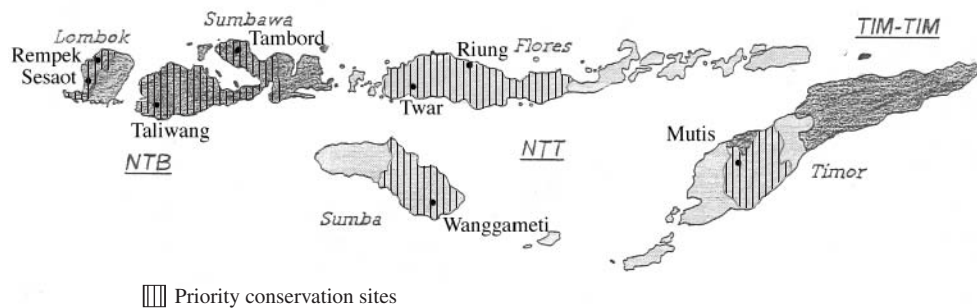 Lombok
Sumbawa
TIM-TIM
Rempek
Tambord
Riung
Flores
Sesaot
Twar
Taliwang
Mutis
NTB
NTT
Timor
Sumba
Wanggameti
Priority conservation sites